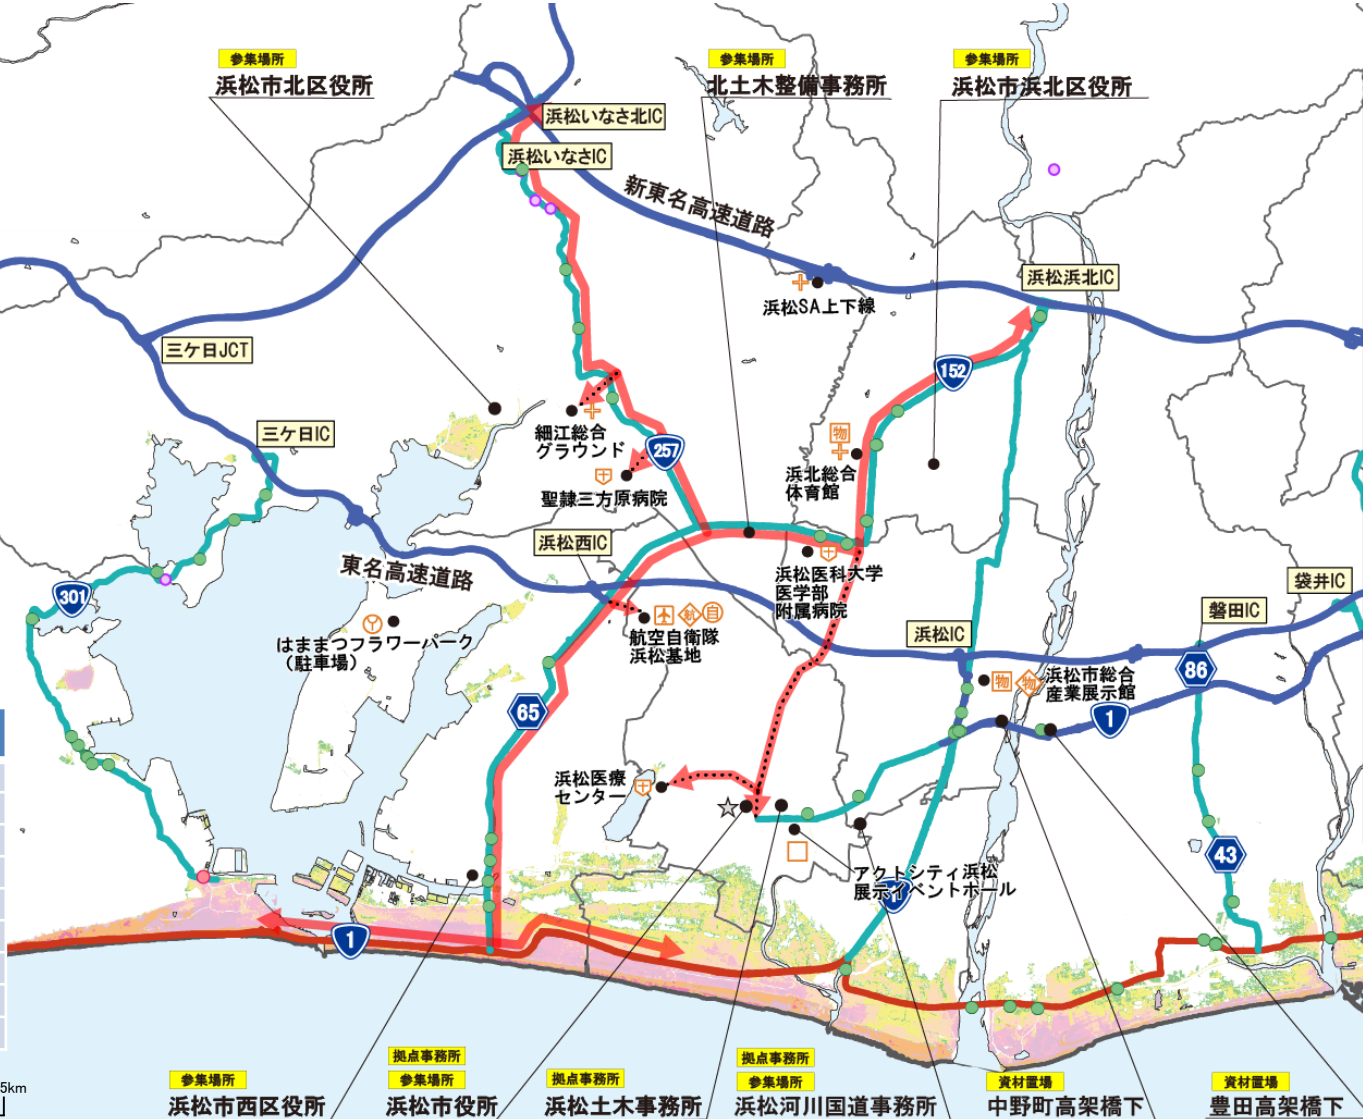 参集場所
浜松市北区役所
参集場所
北土木整備事務所
参集場所
浜松市浜北区役所
浜松いなさ北IC
浜松いなさIC
新東名高速道路
浜松浜北IC
浜松SA上下線
三ケ日JCT
152
三ケ日IC
細江総合
グラウンド
257
物
浜北総合
体育館
聖隷三方原病院
浜松西IC
東名高速道路
浜松医科大学
医学部
附属病院
袋井IC
301
磐田IC
航
自
航空自衛隊
浜松基地
はままつフラワーパーク
（駐車場）
浜松IC
86
物
物
浜松市総合
産業展示館
65
1
浜松医療
センター
43
アクトシティ浜松
展示イベントホール
1
1
5km
参集場所
浜松市西区役所
拠点事務所
参集場所
浜松市役所
拠点事務所
浜松土木事務所
拠点事務所
参集場所
浜松河川国道事務所
資材置場
中野町高架橋下
資材置場
豊田高架橋下